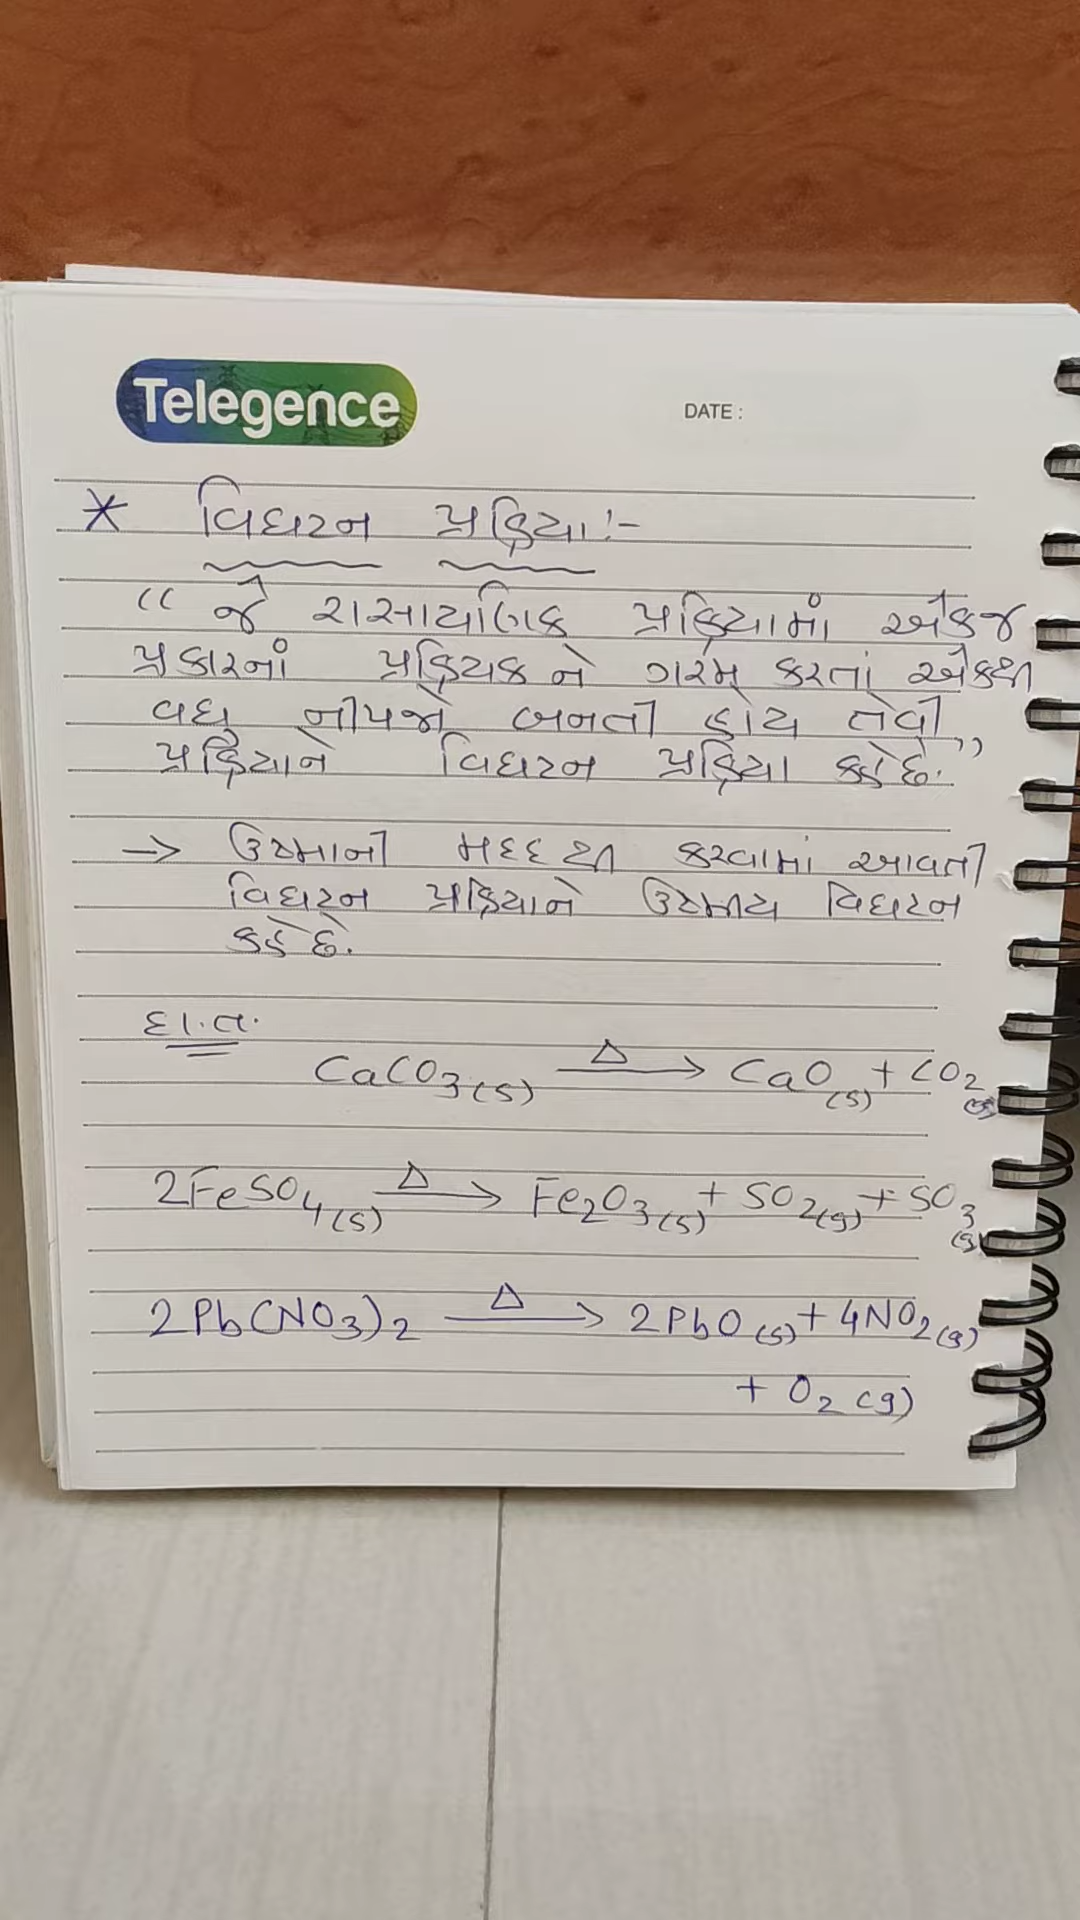 Telegence
DATE :
* વિઘટન પ્રક્રિયા :-
“ જે રાસાયણિક પ્રક્રિયામાં એકજ
પ્રકારનાં પ્રક્રિયક ને ગરમ કરતાં એકથી
વધુ નીપજો બનતી હોય તેવી
પ્રક્રિયાને વિઘટન પ્રક્રિયા કહે છે. ”
→ ઉષ્માની મદદથી કરવામાં આવતી
વિઘટન પ્રક્રિયાને ઉષ્મીય વિઘટન
કહે છે.
દા.ત.
CaCO₃(s) —Δ→ CaO(s) + CO₂(g)
2FeSO₄(s) —Δ→ Fe₂O₃(s) + SO₂(g) + SO₃(g)
2Pb(NO₃)₂ —Δ→ 2PbO(s) + 4NO₂(g)
+ O₂(g)